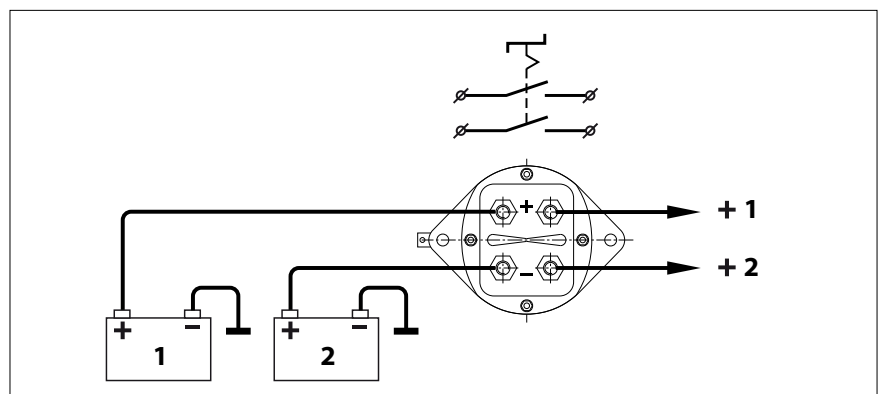 + + 1
− + 2
+ − + −
1 2